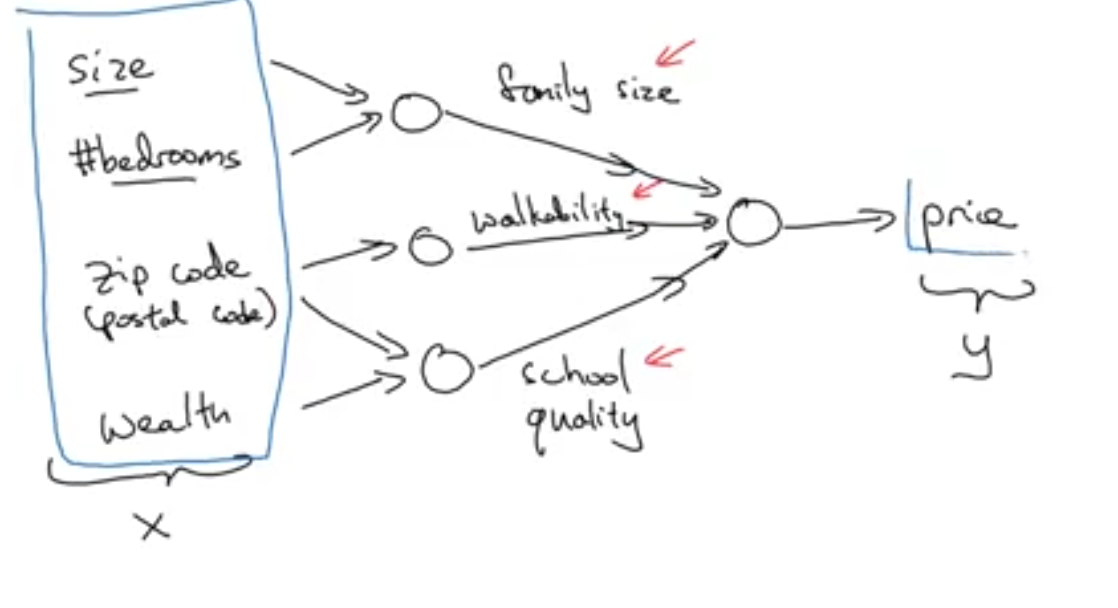 size
#bedrooms
zip code
(postal code)
wealth
X
family size
walkability
school
quality
price
y